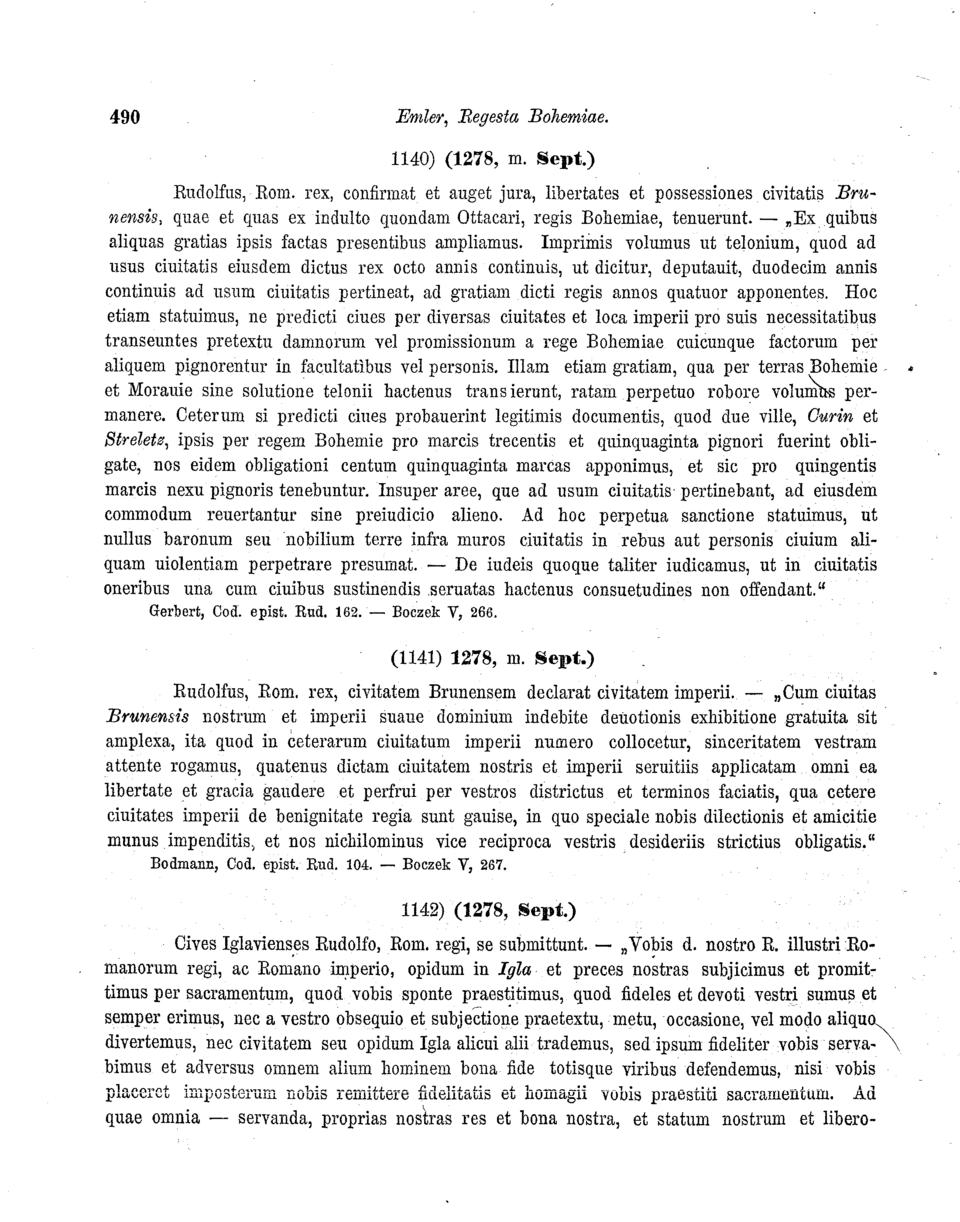 490 Emler, Regesta Bohemiae.
1140) (1278, m. Sept.)
Rudolfus, Rom. rex, confirmat et auget jura, libertates et possessiones civitatis Bru-
nensis, quae et quas ex indulto quondam Ottacari, regis Bohemiae, tenuerunt. — „Ex quibus
aliquas gratias ipsis factas presentibus ampliamus. Imprimis volumus ut telonium, quod ad
usus ciuitatis eiusdem dictus rex octo annis continuis, ut dicitur, deputauit, duodecim annis
continuis ad usum ciuitatis pertineat, ad gratiam dicti regis annos quatuor apponentes. Hoc
etiam statuimus, ne predicti ciues per diversas ciuitates et loca imperii pro suis necessitatibus
transeuntes pretextu damnorum vel promissionum a rege Bohemiae cuicunque factorum per
aliquem pignorentur in facultatibus vel personis. Illam etiam gratiam, qua per terras Bohemie
et Morauie sine solutione telonii hactenus transierunt, ratam perpetuo robore volumus per-
manere. Ceterum si predicti ciues probauerint legitimis documentis, quod due ville, Curin et
Streletz, ipsis per regem Bohemie pro marcis trecentis et quinquaginta pignori fuerint obli-
gate, nos eidem obligationi centum quinquaginta marcas apponimus, et sic pro quingentis
marcis nexu pignoris tenebuntur. Insuper aree, que ad usum ciuitatis pertinebant, ad eiusdem
commodum reuertantur sine preiudicio alieno. Ad hoc perpetua sanctione statuimus, ut
nullus baronum seu nobilium terre infra muros ciuitatis in rebus aut personis ciuium ali-
quam uiolentiam perpetrare presumat. — De iudeis quoque taliter iudicamus, ut in ciuitatis
oneribus una cum ciuibus sustinendis seruatas hactenus consuetudines non offendant.“
Gerbert, Cod. epist. Rud. 162. — Boczek V, 266.
(1141) 1278, m. Sept.)
Rudolfus, Rom. rex, civitatem Brunensem declarat civitatem imperii. — „Cum ciuitas
Brunensis nostrum et imperii suaue dominium indebite deuotionis exhibitione gratuita sit
amplexa, ita quod in ceterarum ciuitatum imperii numero collocetur, sinceritatem vestram
attente rogamus, quatenus dictam ciuitatem nostris et imperii seruitiis applicatam omni ea
libertate et gracia gaudere et perfrui per vestros districtus et terminos faciatis, qua cetere
ciuitates imperii de benignitate regia sunt gauise, in quo speciale nobis dilectionis et amicitie
munus impenditis, et nos nichilominus vice reciproca vestris desideriis strictius obligatis.“
Bodmann, Cod. epist. Rud. 104. — Boczek V, 267.
1142) (1278, Sept.)
Cives Iglavienses Rudolfo, Rom. regi, se submittunt. — „Vobis d. nostro R. illustri Ro-
manorum regi, ac Romano imperio, opidum in Igla et preces nostras subjicimus et promit-
timus per sacramentum, quod vobis sponte praestitimus, quod fideles et devoti vestri sumus et
semper erimus, nec a vestro obsequio et subjectione praetextu, metu, occasione, vel modo aliquo
divertemus, nec civitatem seu opidum Igla alicui alii trademus, sed ipsum fideliter vobis serva-
bimus et adversus omnem alium hominem bona fide totisque viribus defendemus, nisi vobis
placeret imposterum nobis remittere fidelitatis et homagii vobis praestiti sacramentum. Ad
quae omnia — servanda, proprias nostras res et bona nostra, et statum nostrum et libero-